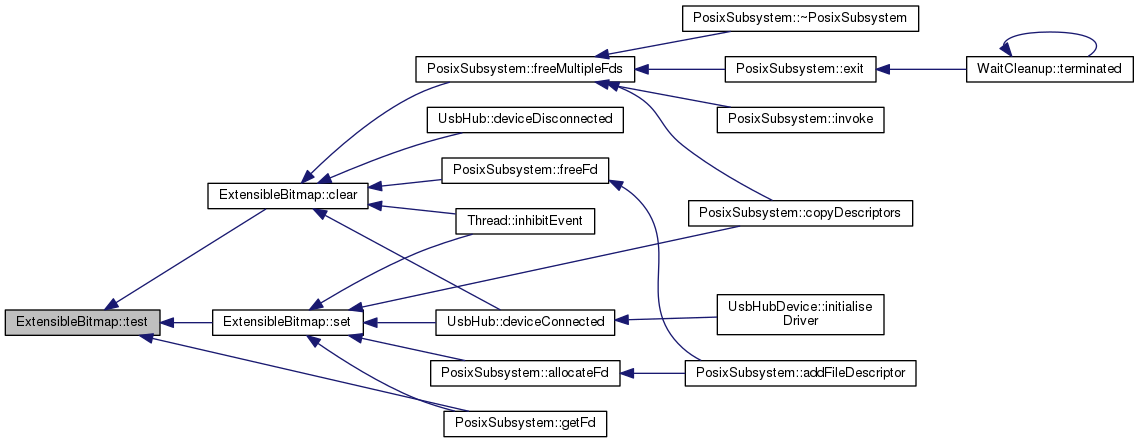 PosixSubsystem::~PosixSubsystem
PosixSubsystem::freeMultipleFds
PosixSubsystem::exit
WaitCleanup::terminated
UsbHub::deviceDisconnected
PosixSubsystem::invoke
PosixSubsystem::freeFd
ExtensibleBitmap::clear
Thread::inhibitEvent
PosixSubsystem::copyDescriptors
ExtensibleBitmap::test
ExtensibleBitmap::set
UsbHub::deviceConnected
UsbHubDevice::initialise
Driver
PosixSubsystem::allocateFd
PosixSubsystem::addFileDescriptor
PosixSubsystem::getFd